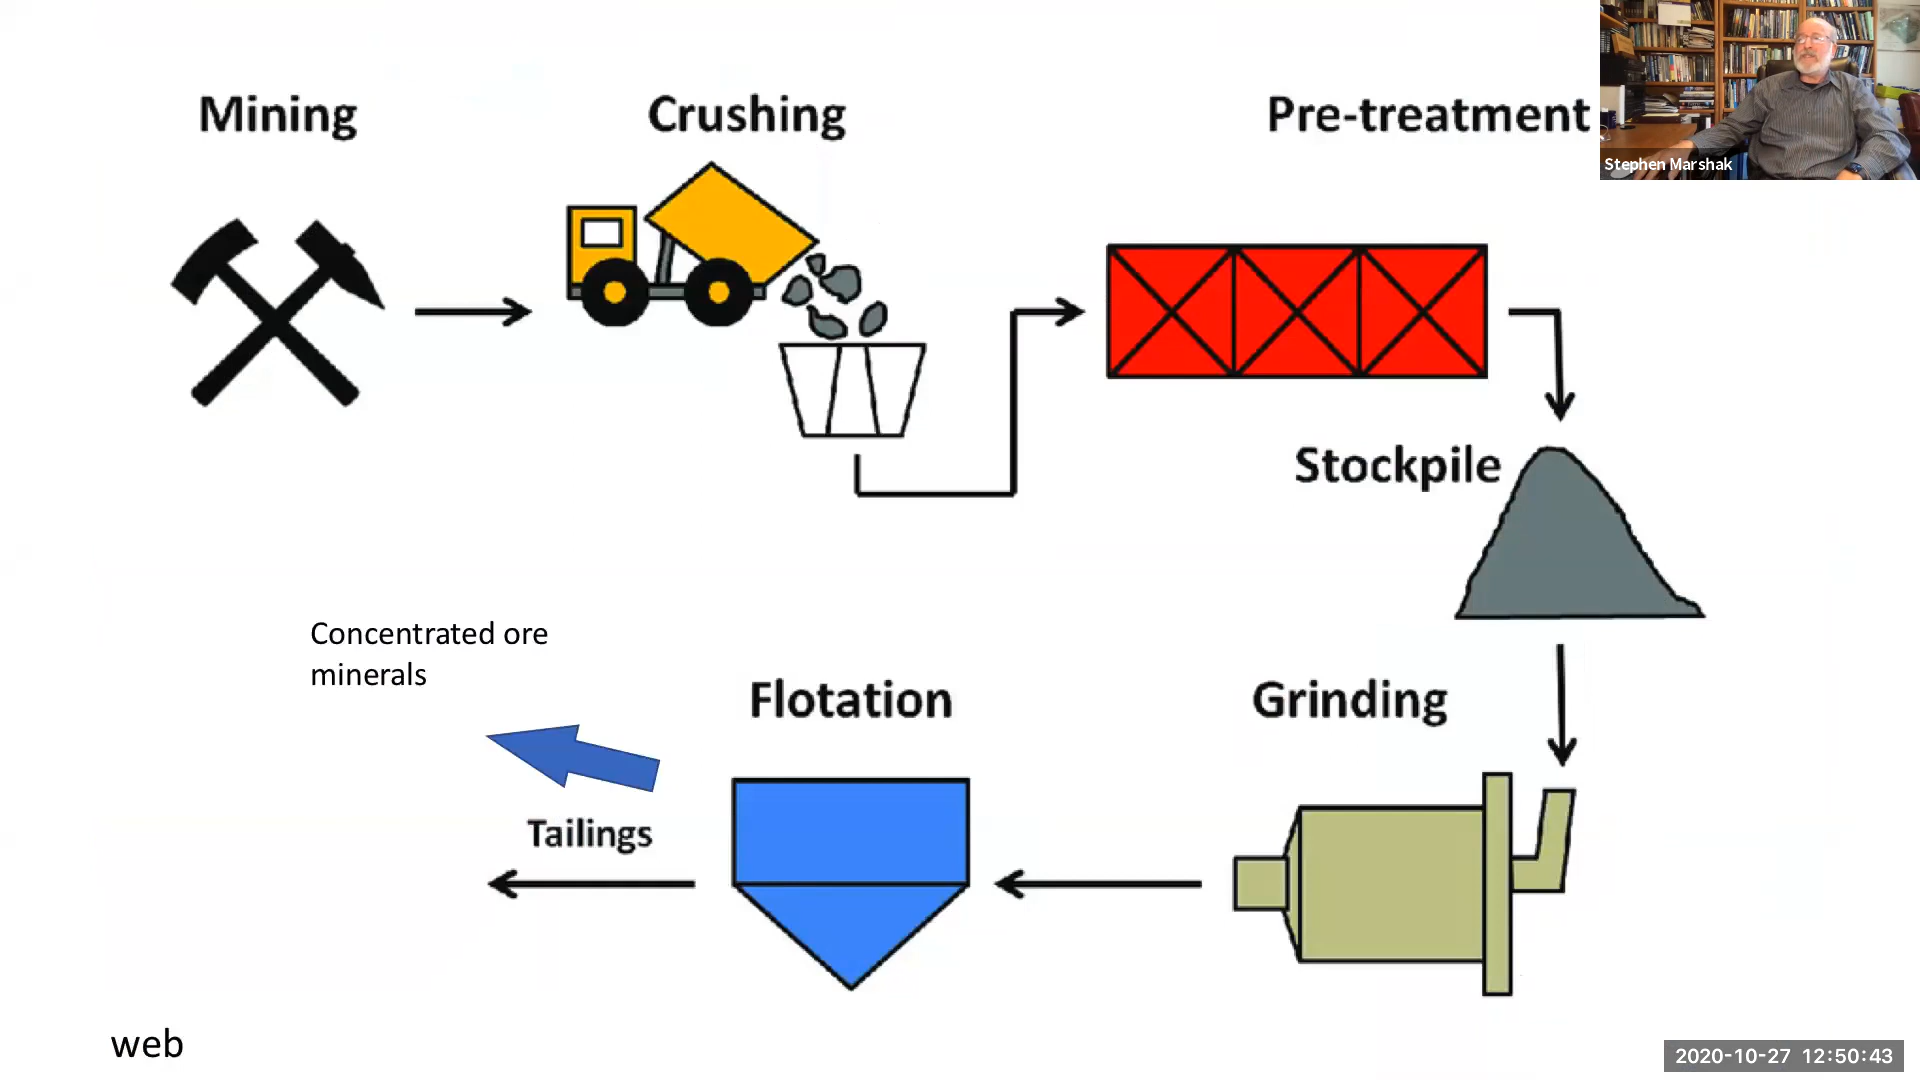 Mining
Crushing
Pre-treatment
Stephen Marshak
Stockpile
Concentrated ore
minerals
Flotation
Grinding
Tailings
web
2020-10-27 12:50:43